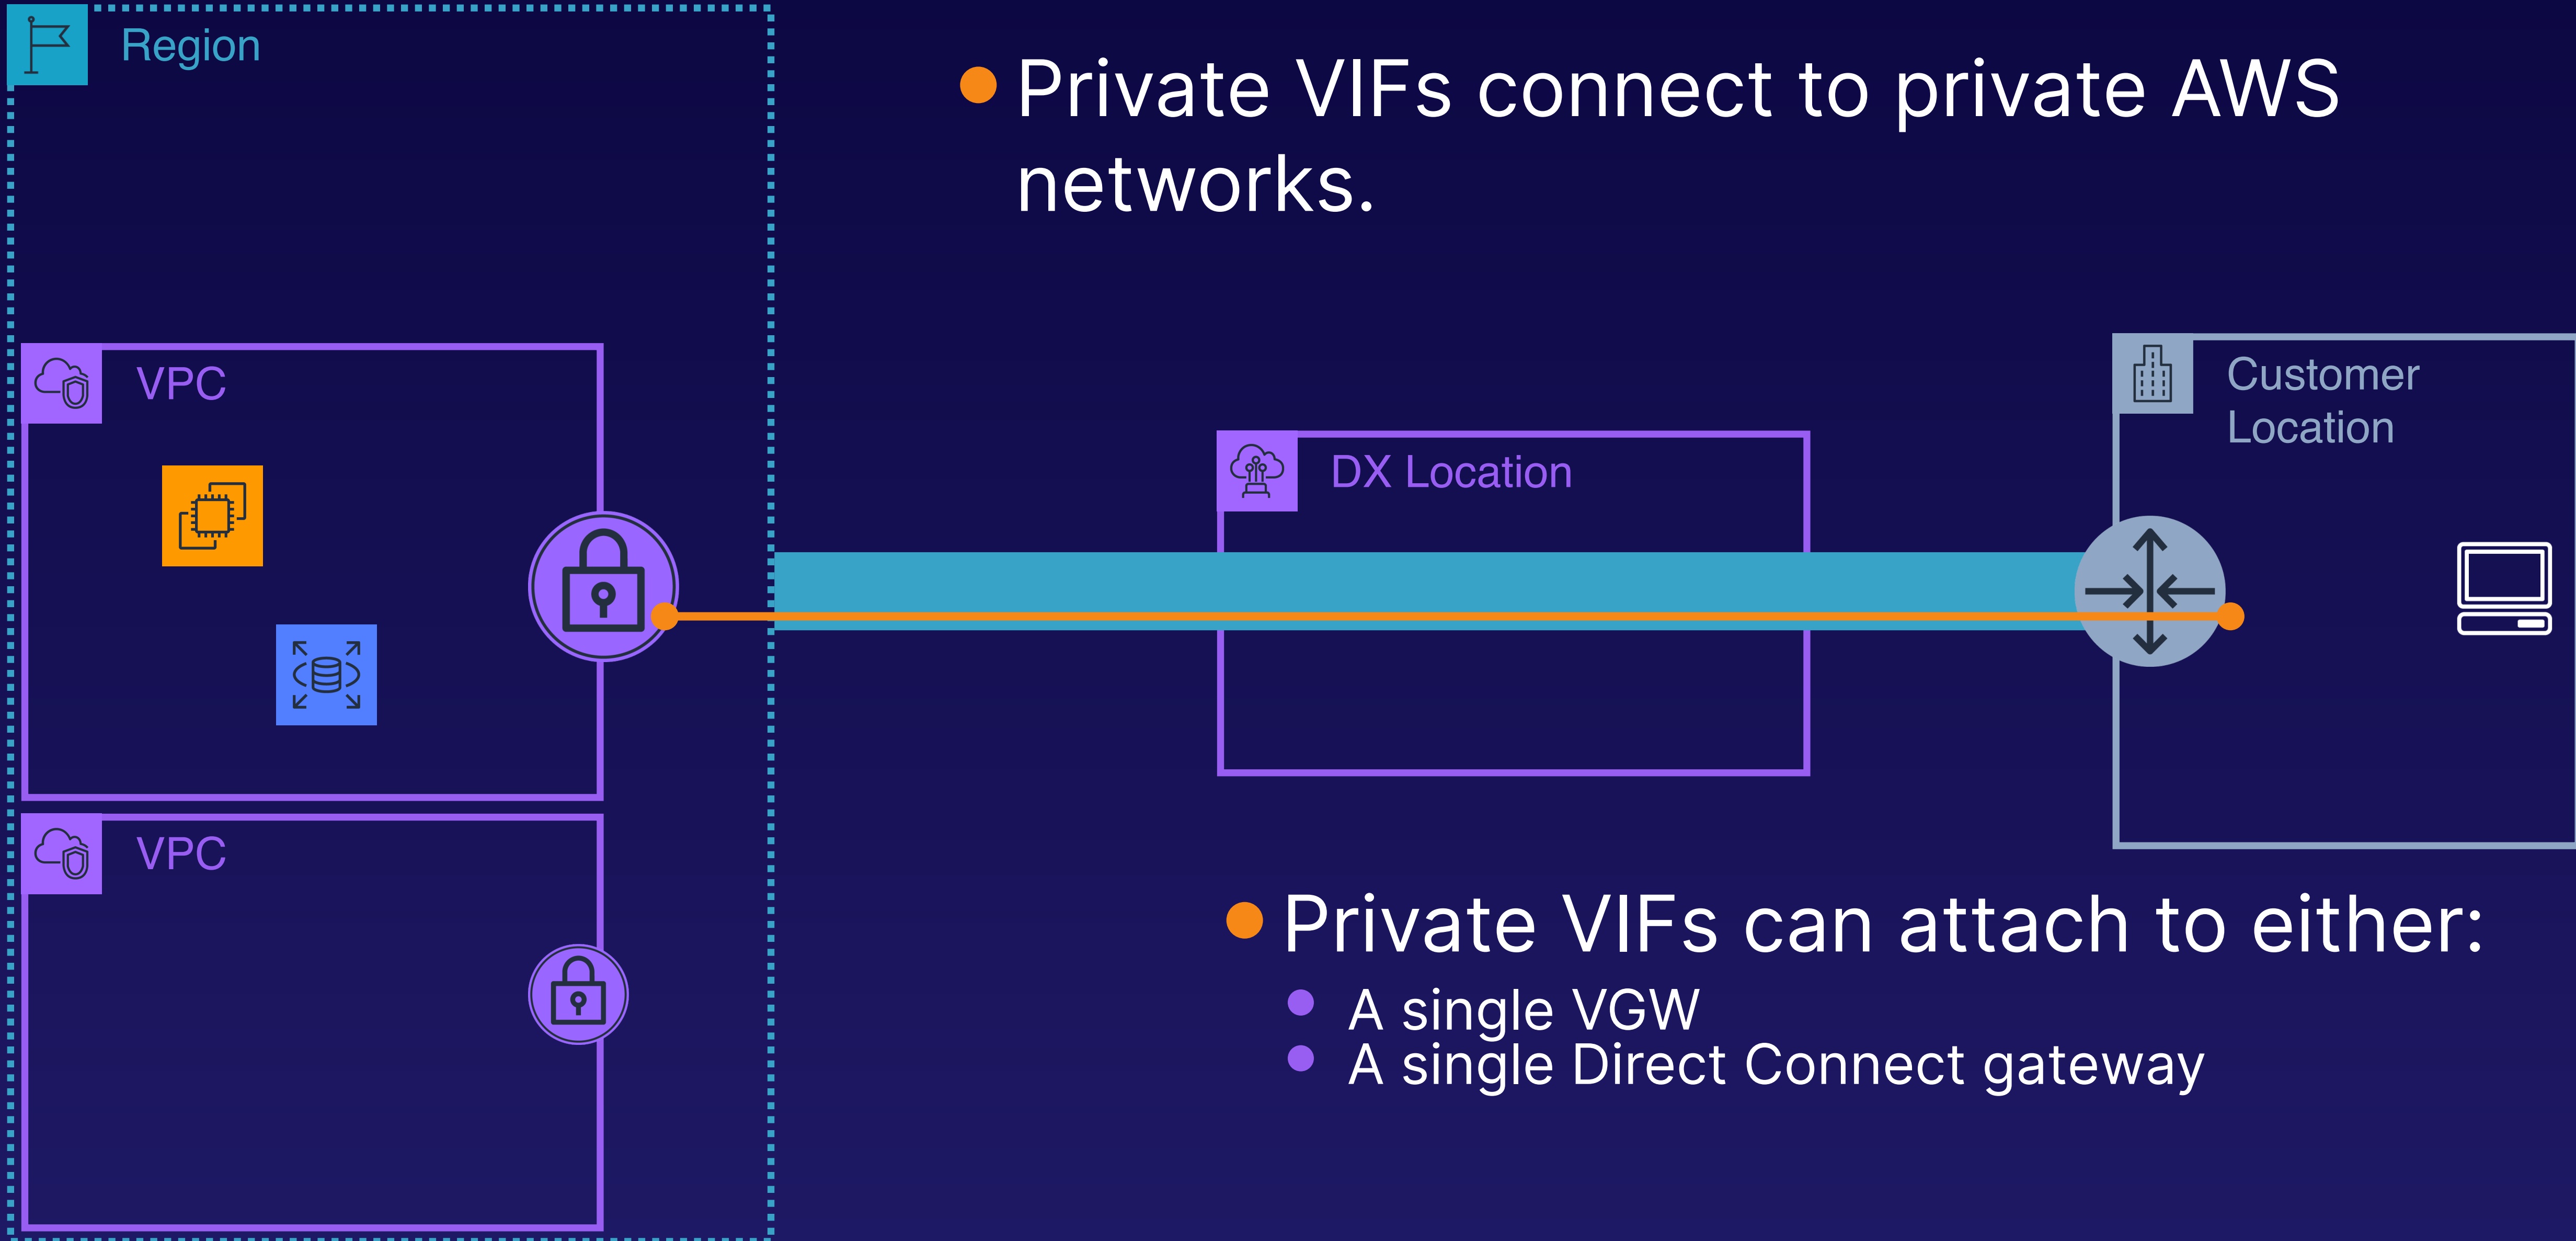 Region
Private VIFs connect to private AWS
networks.
VPC
DX Location
Customer
Location
VPC
Private VIFs can attach to either:
A single VGW
A single Direct Connect gateway